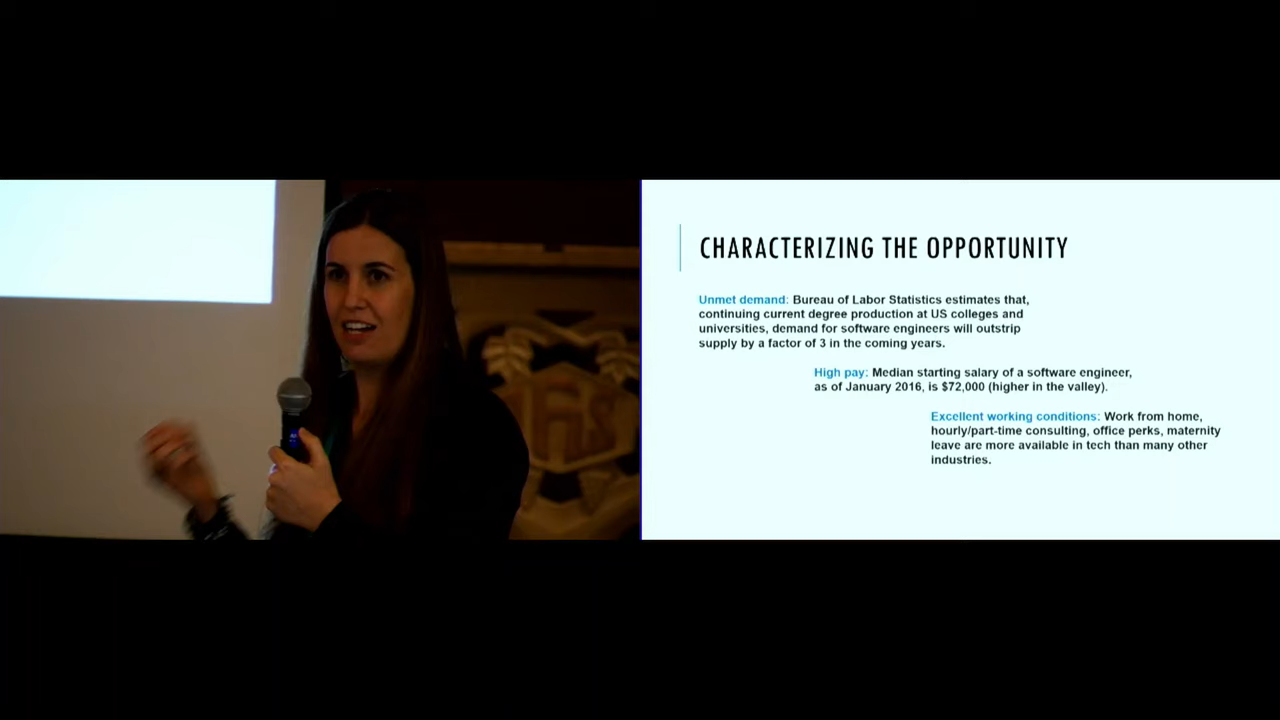 CHARACTERIZING THE OPPORTUNITY
Unmet demand: Bureau of Labor Statistics estimates that,
continuing current degree production at US colleges and
universities, demand for software engineers will outstrip
supply by a factor of 3 in the coming years.
High pay: Median starting salary of a software engineer,
as of January 2016, is $72,000 (higher in the valley).
Excellent working conditions: Work from home,
hourly/part-time consulting, office perks, maternity
leave are more available in tech than many other
industries.